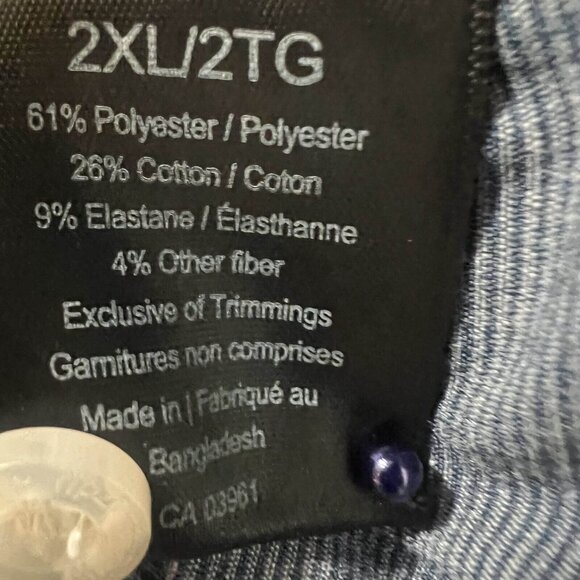 2XL/2TG
61% Polyester / Polyester
26% Cotton / Coton
9% Elastane / Élasthanne
4% Other fiber
Exclusive of Trimmings
Garnitures non comprises
Made in | Fabriqué au
Bangladesh
CA 03961